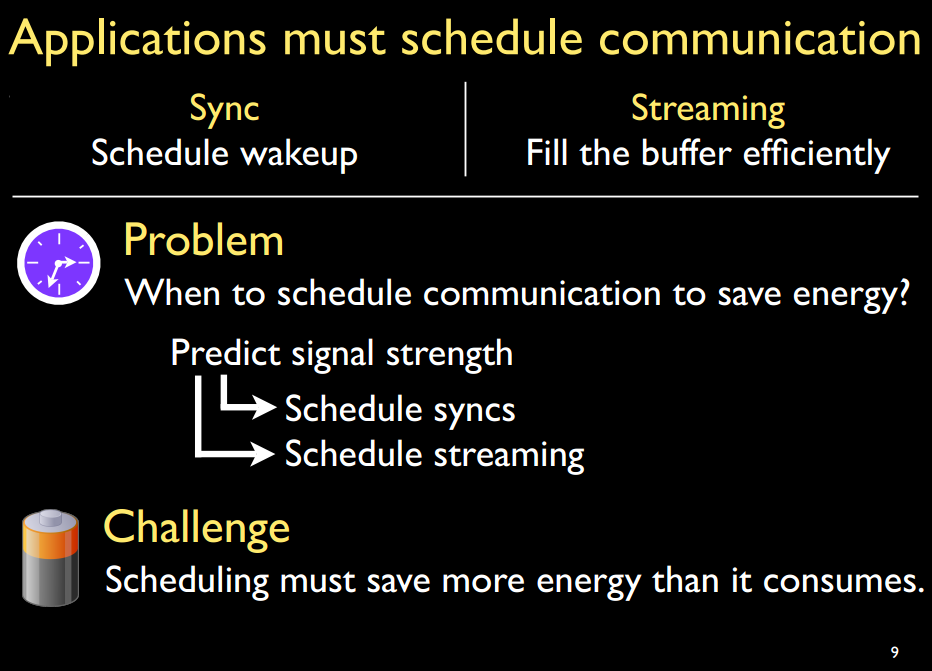 Applications must schedule communication
Sync
Schedule wakeup
Streaming
Fill the buffer efficiently
Problem
When to schedule communication to save energy?
Predict signal strength
Schedule syncs
Schedule streaming
Challenge
Scheduling must save more energy than it consumes.
9